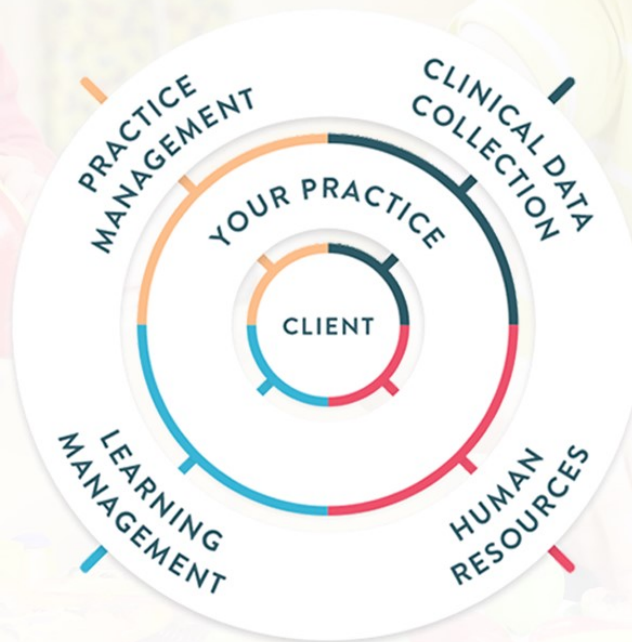 PRACTICE
MANAGEMENT
CLINICAL DATA
COLLECTION
YOUR PRACTICE
CLIENT
LEARNING
MANAGEMENT
HUMAN
RESOURCES